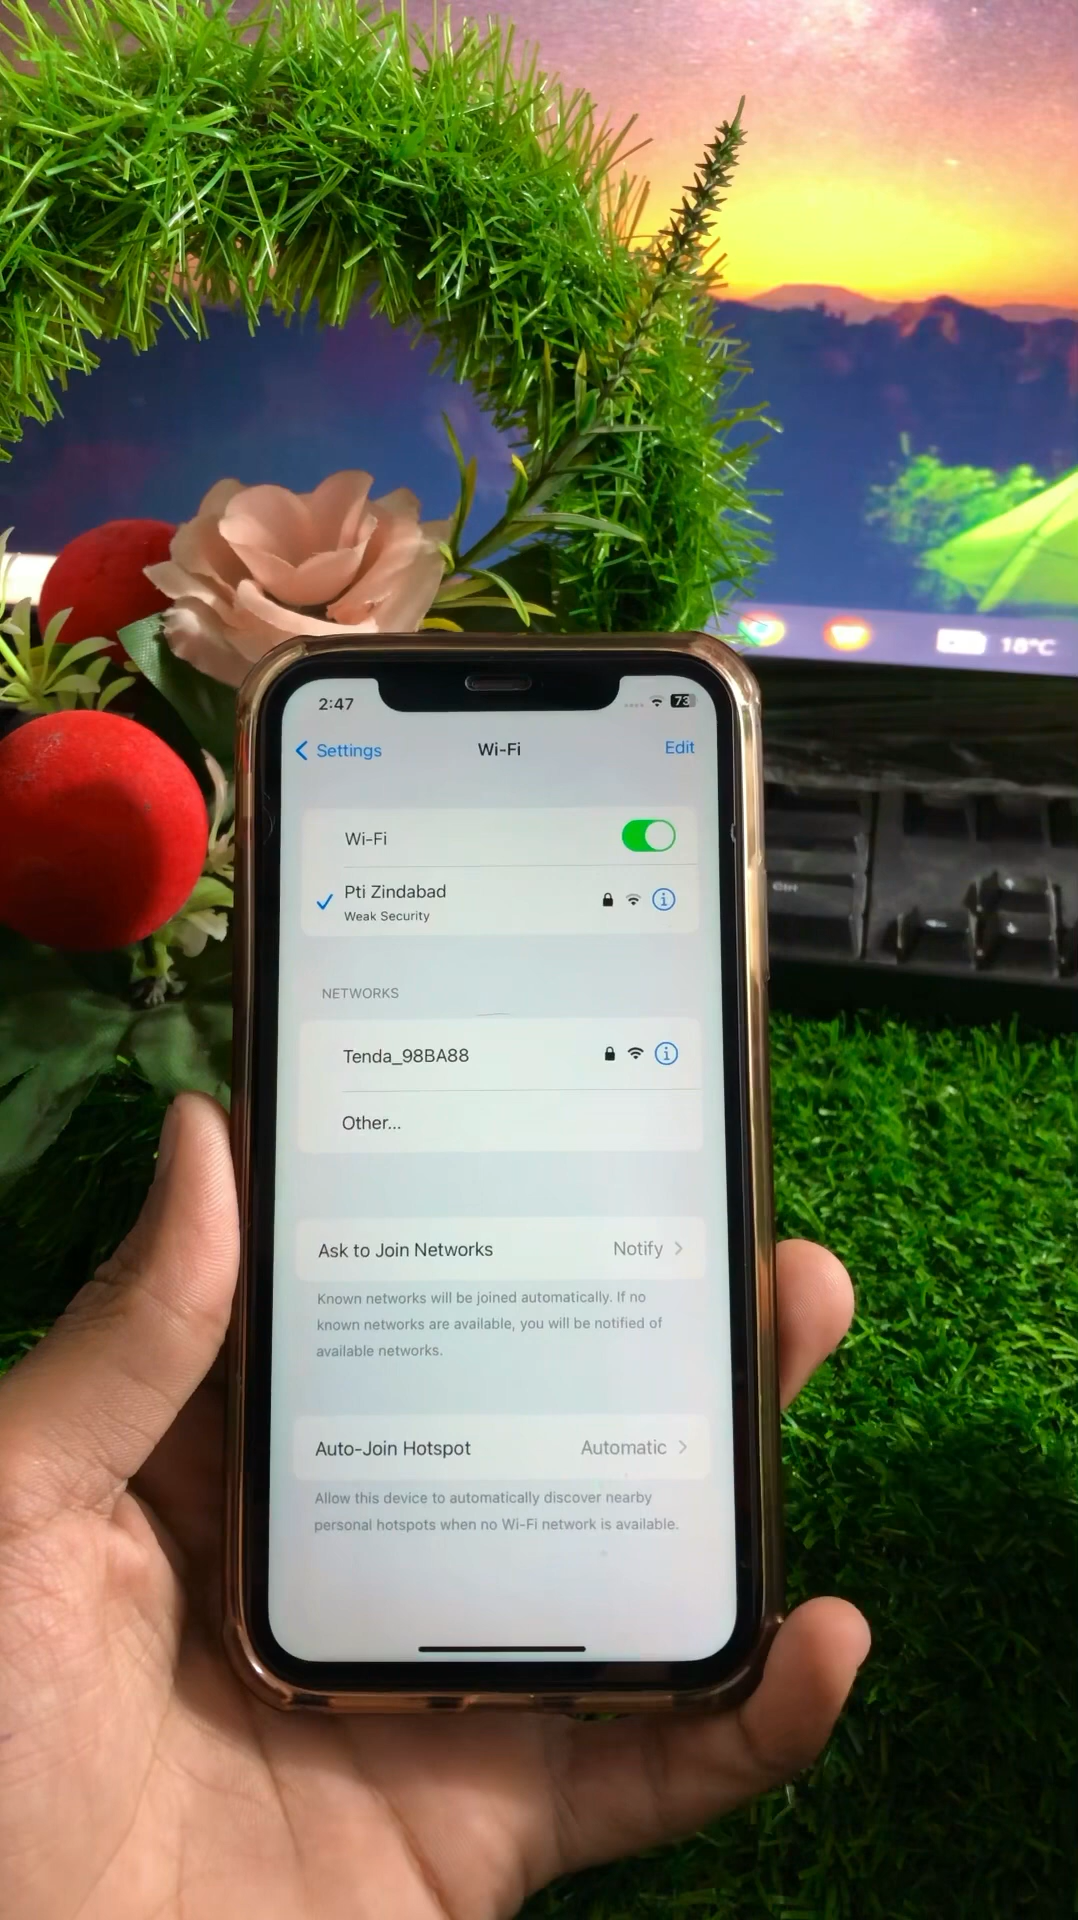 2:47
73
Settings
Wi-Fi
Edit
Wi-Fi
Pti Zindabad
Weak Security
NETWORKS
Tenda_98BA88
Other...
Ask to Join Networks
Notify
Known networks will be joined automatically. If no
known networks are available, you will be notified of
available networks.
Auto-Join Hotspot
Automatic
Allow this device to automatically discover nearby
personal hotspots when no Wi-Fi network is available.
18°C
Ctrl